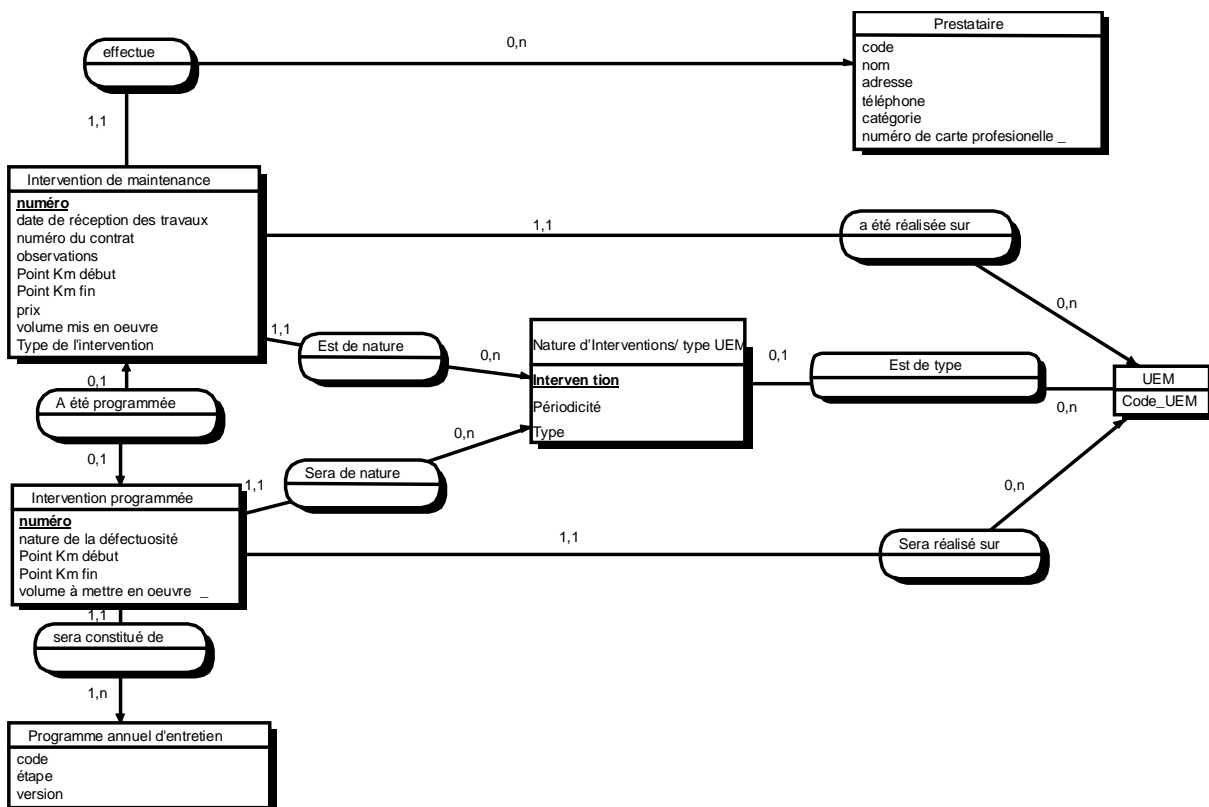 effectue
0,n
Prestataire
code
nom
adresse
téléphone
catégorie
numéro de carte profesionelle _
1,1
Intervention de maintenance
numéro
date de réception des travaux
numéro du contrat
observations
Point Km début
Point Km fin
prix
volume mis en oeuvre
Type de l'intervention
1,1
a été réalisée sur
0,n
1,1
Est de nature
0,n
Nature d'Interventions/ type UEM
Interven tion
Périodicité
Type
0,1
Est de type
0,n
UEM
Code_UEM
0,1
A été programmée
0,1
0,n
Sera de nature
1,1
Intervention programmée
numéro
nature de la défectuosité
Point Km début
Point Km fin
volume à mettre en oeuvre _
1,1
Sera réalisé sur
0,n
1,1
sera constitué de
1,n
Programme annuel d'entretien
code
étape
version